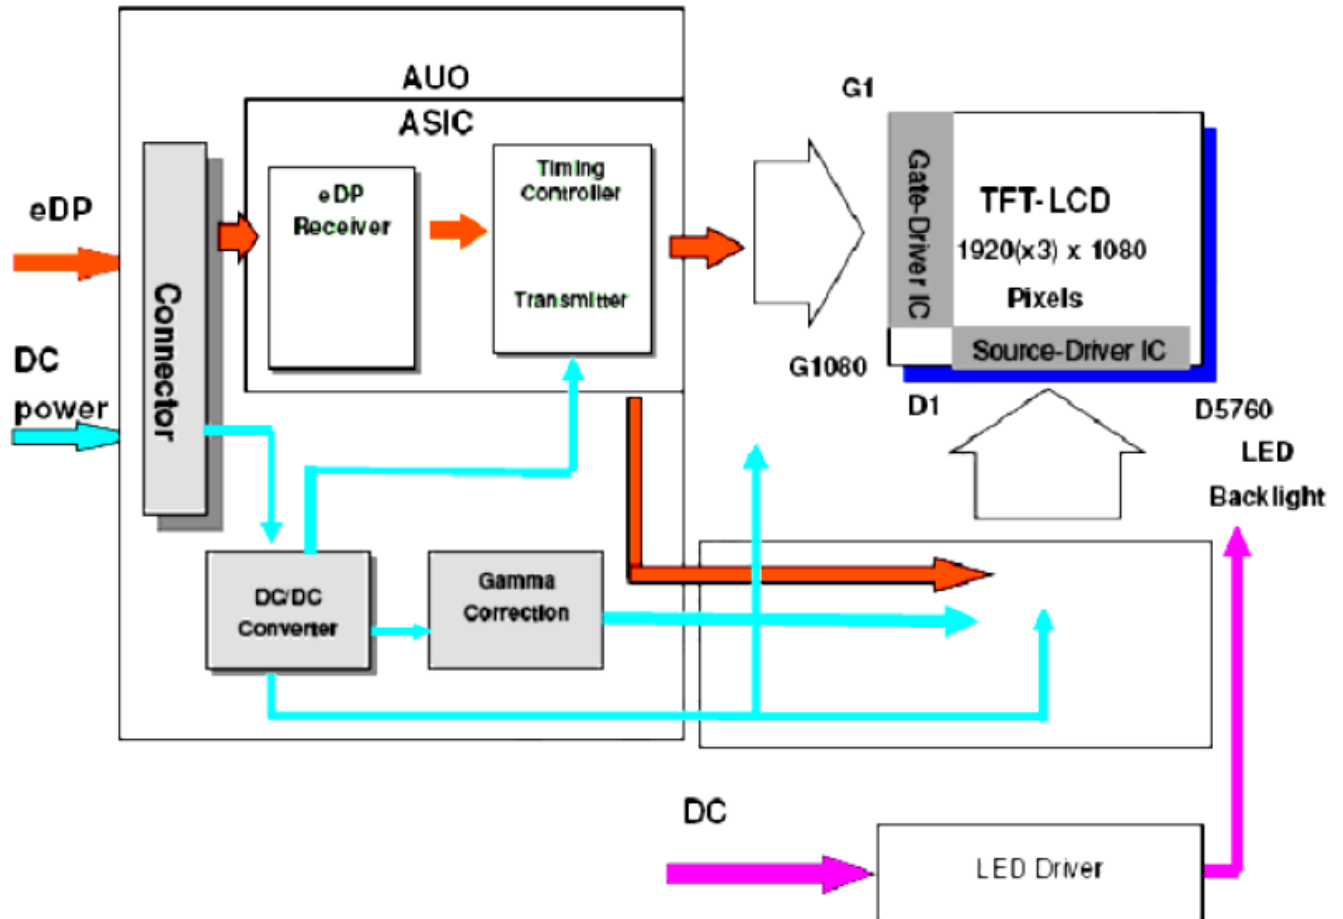 AUO
ASIC
eDP
DC
power
Connector
eDP
Receiver
Timing
Controller
Transmitter
DC/DC
Converter
Gamma
Correction
G1
G1080
Gate-Driver IC
TFT-LCD
1920(x3) x 1080
Pixels
Source-Driver IC
D1
D5760
LED
Backlight
DC
LED Driver